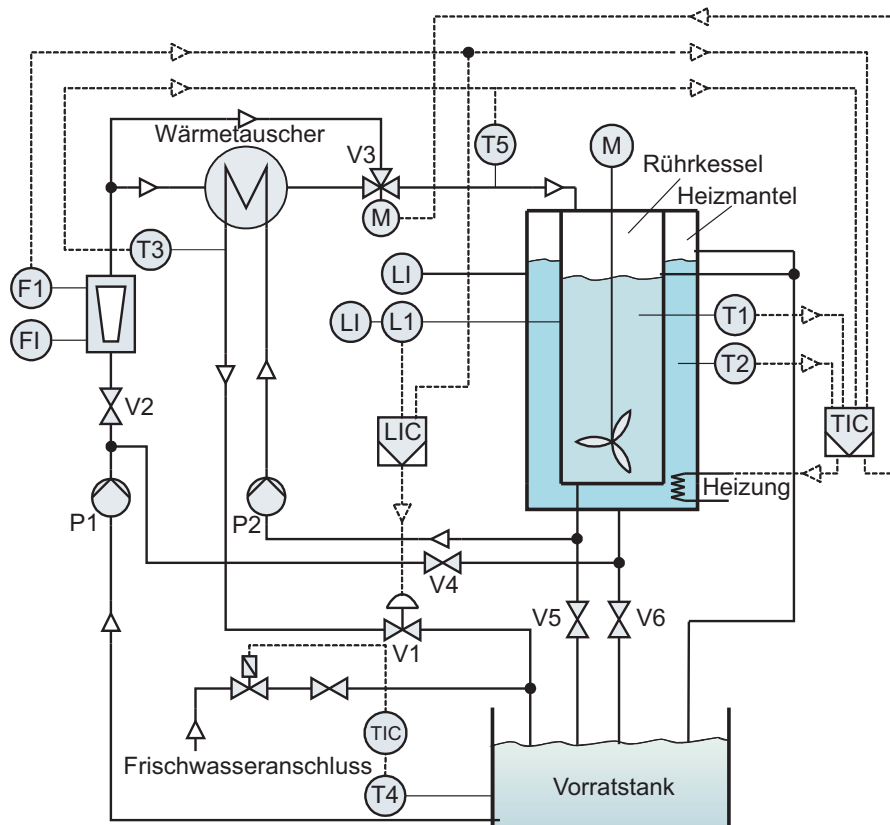 Wärmetauscher
V3
T5
M
Rührkessel
Heizmantel
M
T3
F1
LI
FI
LI
L1
T1
T2
V2
LIC
TIC
P1
P2
Heizung
V4
V5
V6
V1
TIC
Frischwasseranschluss
T4
Vorratstank